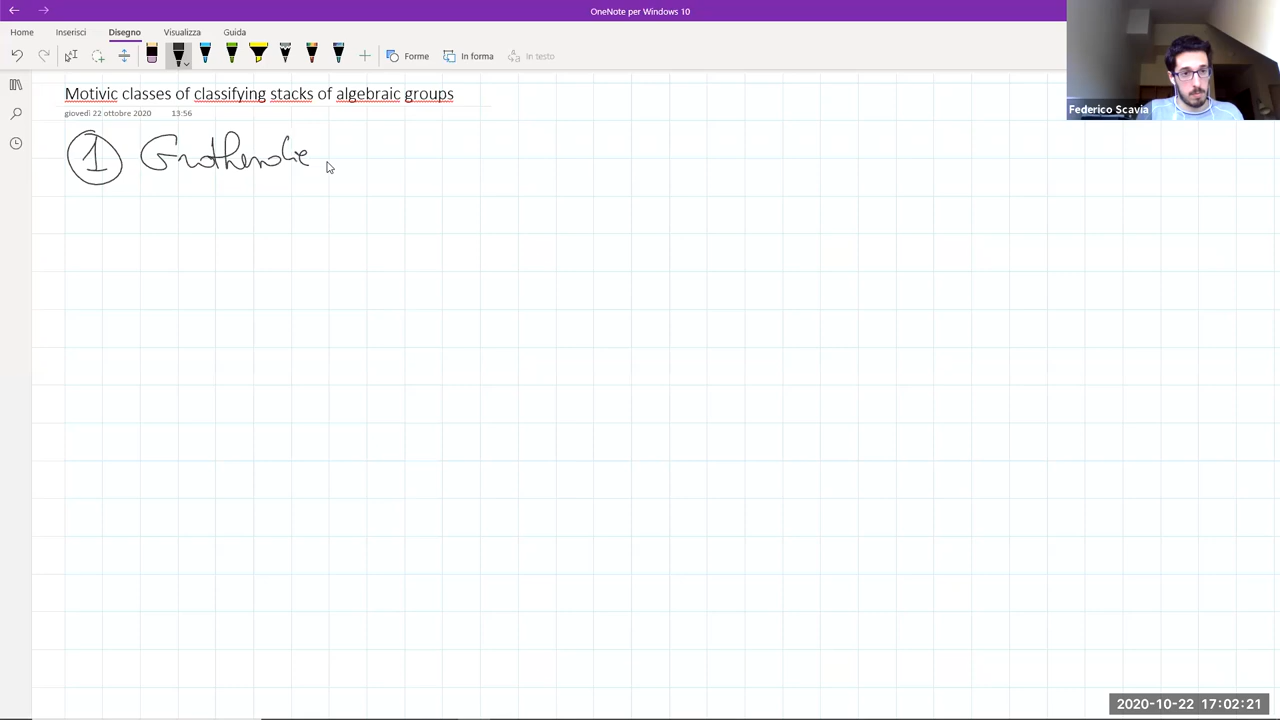 OneNote per Windows 10
Home Inserisci Disegno Visualizza Guida
Forme In forma In testo
Motivic classes of classifying stacks of algebraic groups
giovedì 22 ottobre 2020 13:56
1 Grothendie
Federico Scavia
2020-10-22 17:02:21